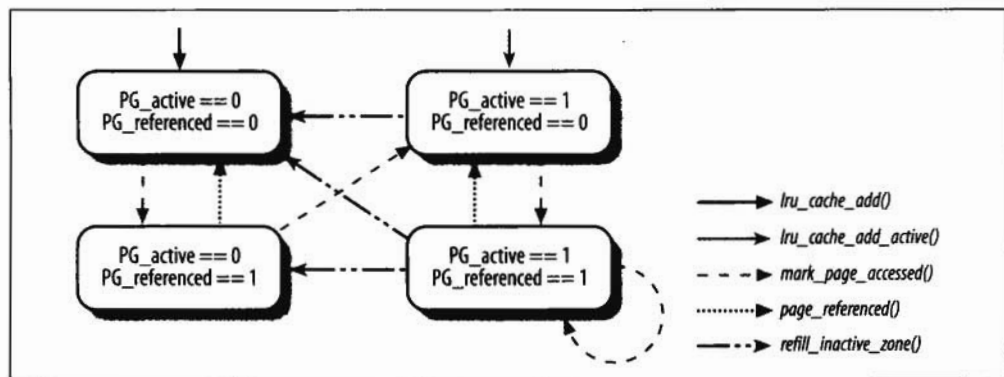 PG_active == 0
PG_referenced == 0
PG_active == 1
PG_referenced == 0
PG_active == 0
PG_referenced == 1
PG_active == 1
PG_referenced == 1
lru_cache_add()
lru_cache_add_active()
mark_page_accessed()
page_referenced()
refill_inactive_zone()